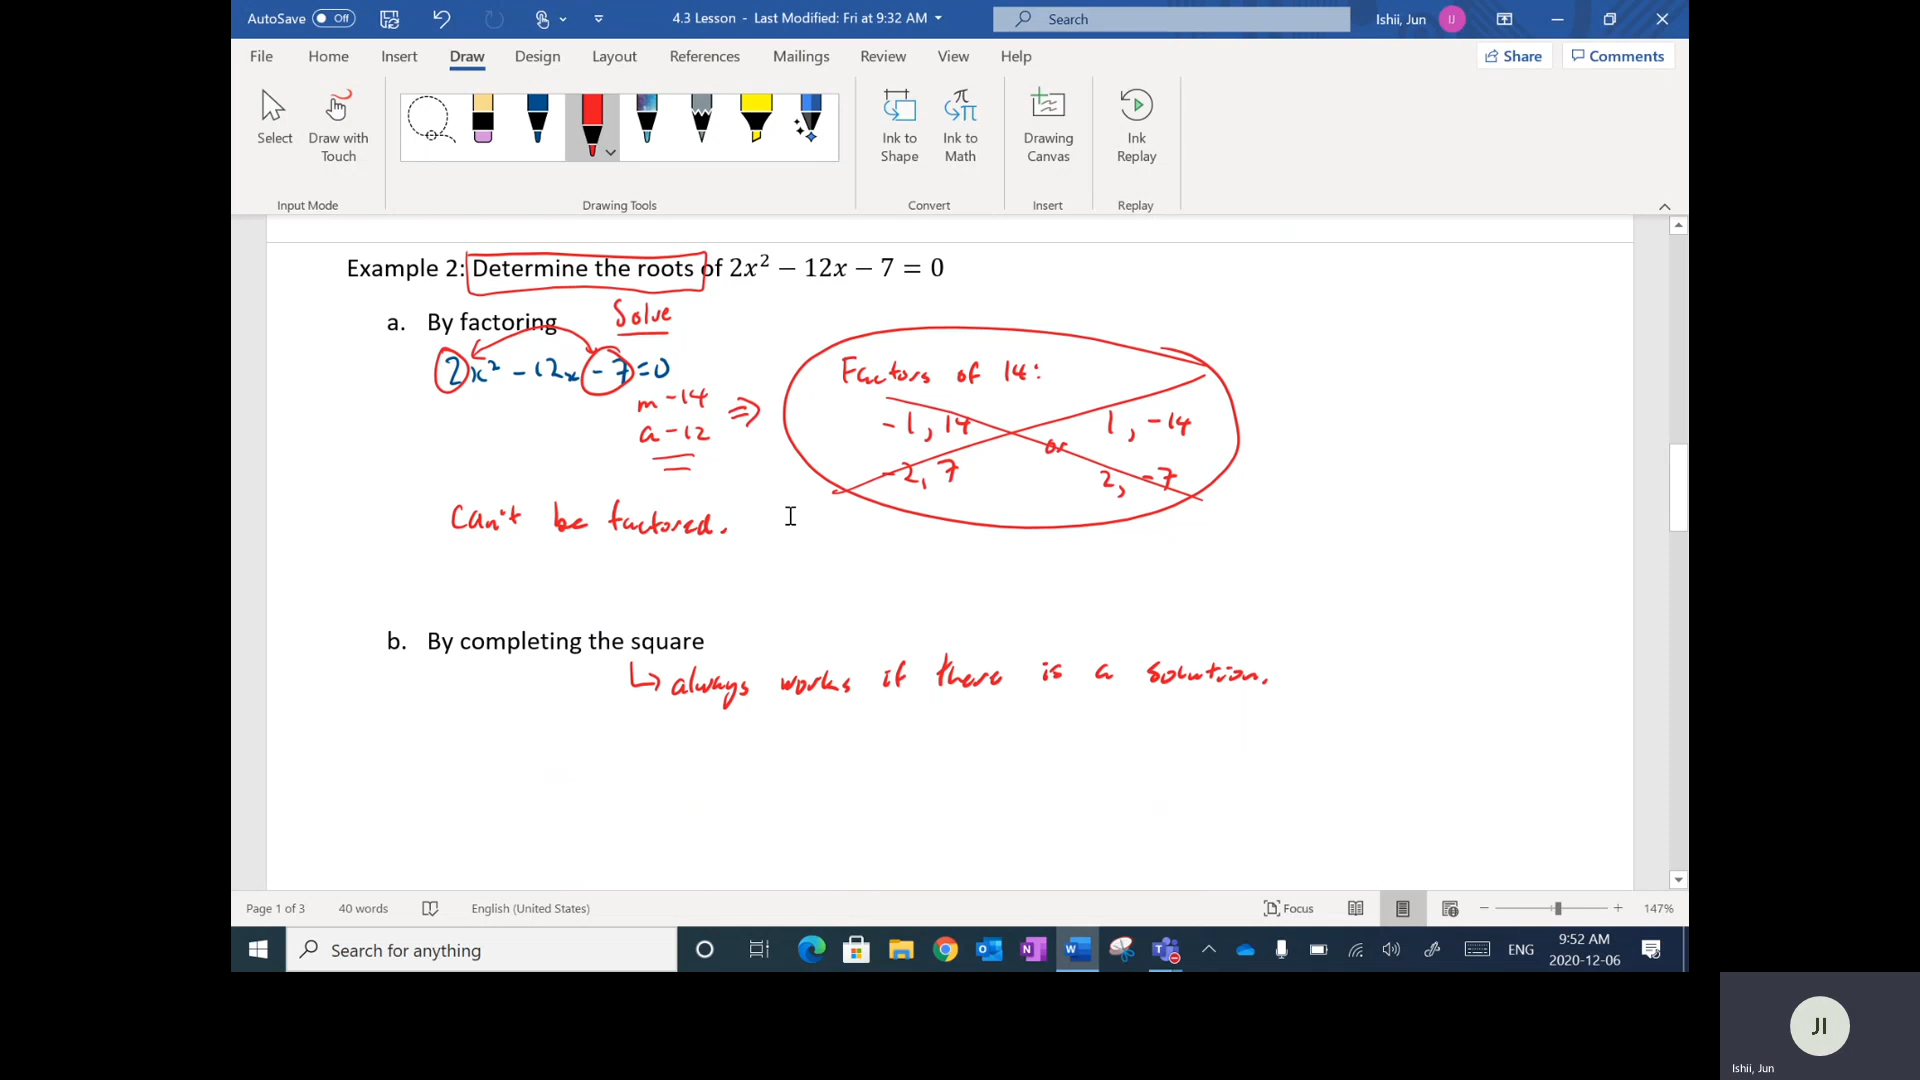 AutoSave Off 4.3 Lesson - Last Modified: Fri at 9:32 AM Search Ishii, Jun IJ
File Home Insert Draw Design Layout References Mailings Review View Help Share Comments
Select Draw with Touch Ink to Shape Ink to Math Drawing Canvas Ink Replay
Input Mode Drawing Tools Convert Insert Replay
Example 2: Determine the roots of 2x² − 12x − 7 = 0
a. By factoring Solve
2x² - 12x - 7 = 0
Factors of 14:
m -14 ⇒
a -12
-1, 14 or 1, -14
-2, 7 2, -7
Can't be factored.
b. By completing the square
↳ always works if there is a solution.
Page 1 of 3 40 words English (United States) Focus 147%
Search for anything ENG 9:52 AM
2020-12-06
JI
Ishii, Jun